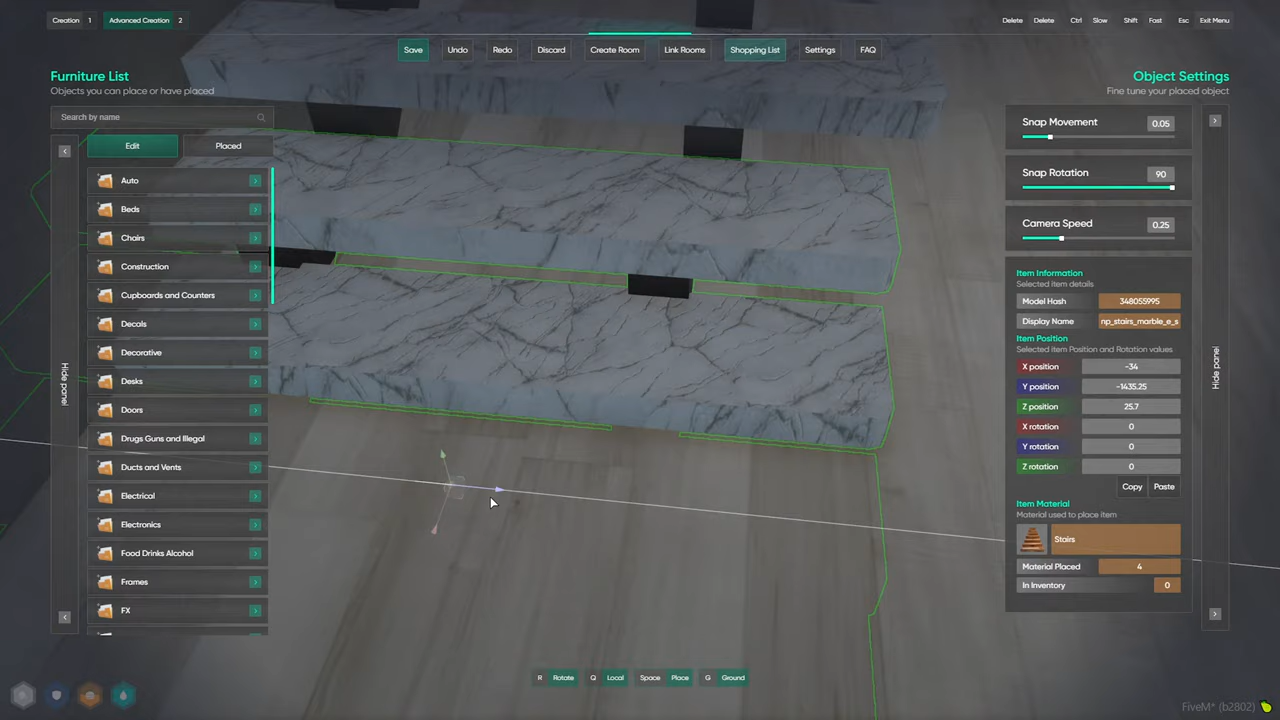 Creation 1 Advanced Creation 2
Delete Delete Ctrl Slow Shift Fast Esc Exit Menu
Save Undo Redo Discard Create Room Link Rooms Shopping List Settings FAQ
Furniture List
Objects you can place or have placed
Search by name
Edit Placed
Auto
Beds
Chairs
Construction
Cupboards and Counters
Decals
Decorative
Desks
Doors
Drugs Guns and Illegal
Ducts and Vents
Electrical
Electronics
Food Drinks Alcohol
Frames
FX
Hide panel
Object Settings
Fine tune your placed object
Snap Movement 0.05
Snap Rotation 90
Camera Speed 0.25
Item Information
Selected item details
Model Hash 348055995
Display Name np_stairs_marble_e_s
Item Position
Selected item Position and Rotation values
X position -34
Y position -1435.25
Z position 25.7
X rotation 0
Y rotation 0
Z rotation 0
Copy Paste
Item Material
Material used to place item
Stairs
Material Placed 4
In Inventory 0
Hide panel
R Rotate Q Local Space Place G Ground
FiveM* (b2802)